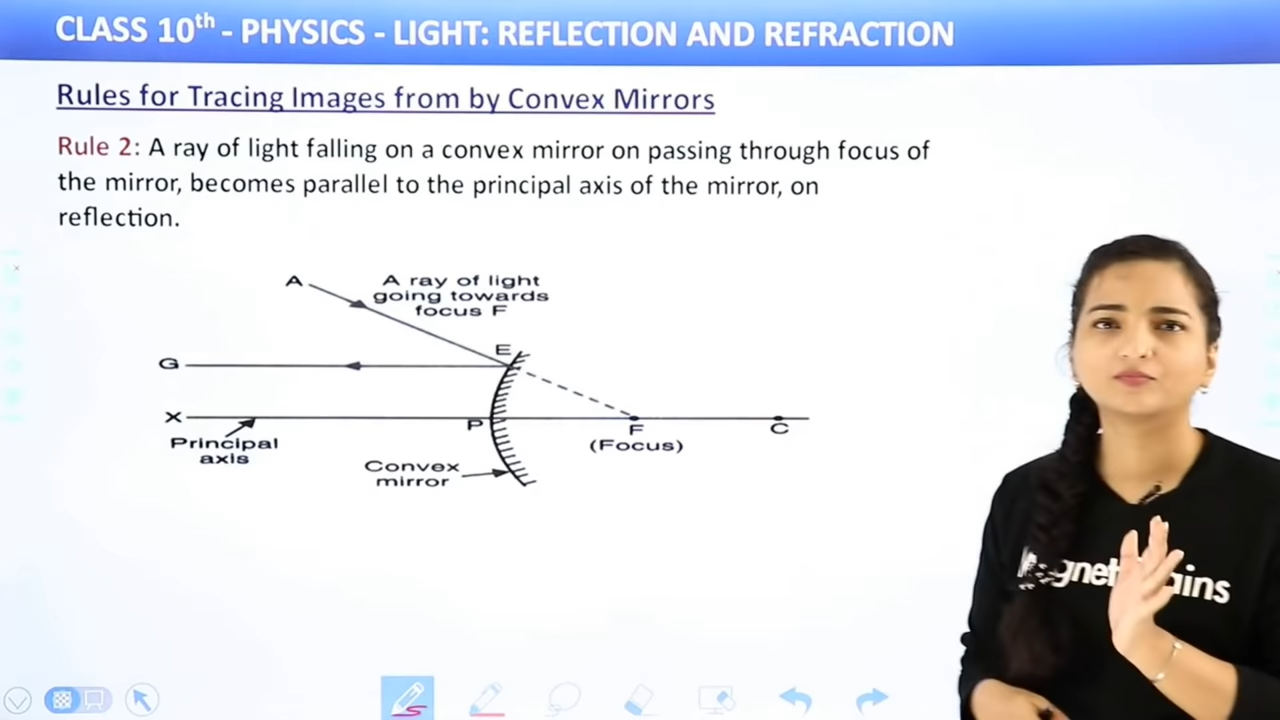 CLASS 10th - PHYSICS - LIGHT: REFLECTION AND REFRACTION
Rules for Tracing Images from by Convex Mirrors
Rule 2: A ray of light falling on a convex mirror on passing through focus of
the mirror, becomes parallel to the principal axis of the mirror, on
reflection.
A
A ray of light
going towards
focus F
E
G
X
P
F
C
(Focus)
Principal
axis
Convex
mirror